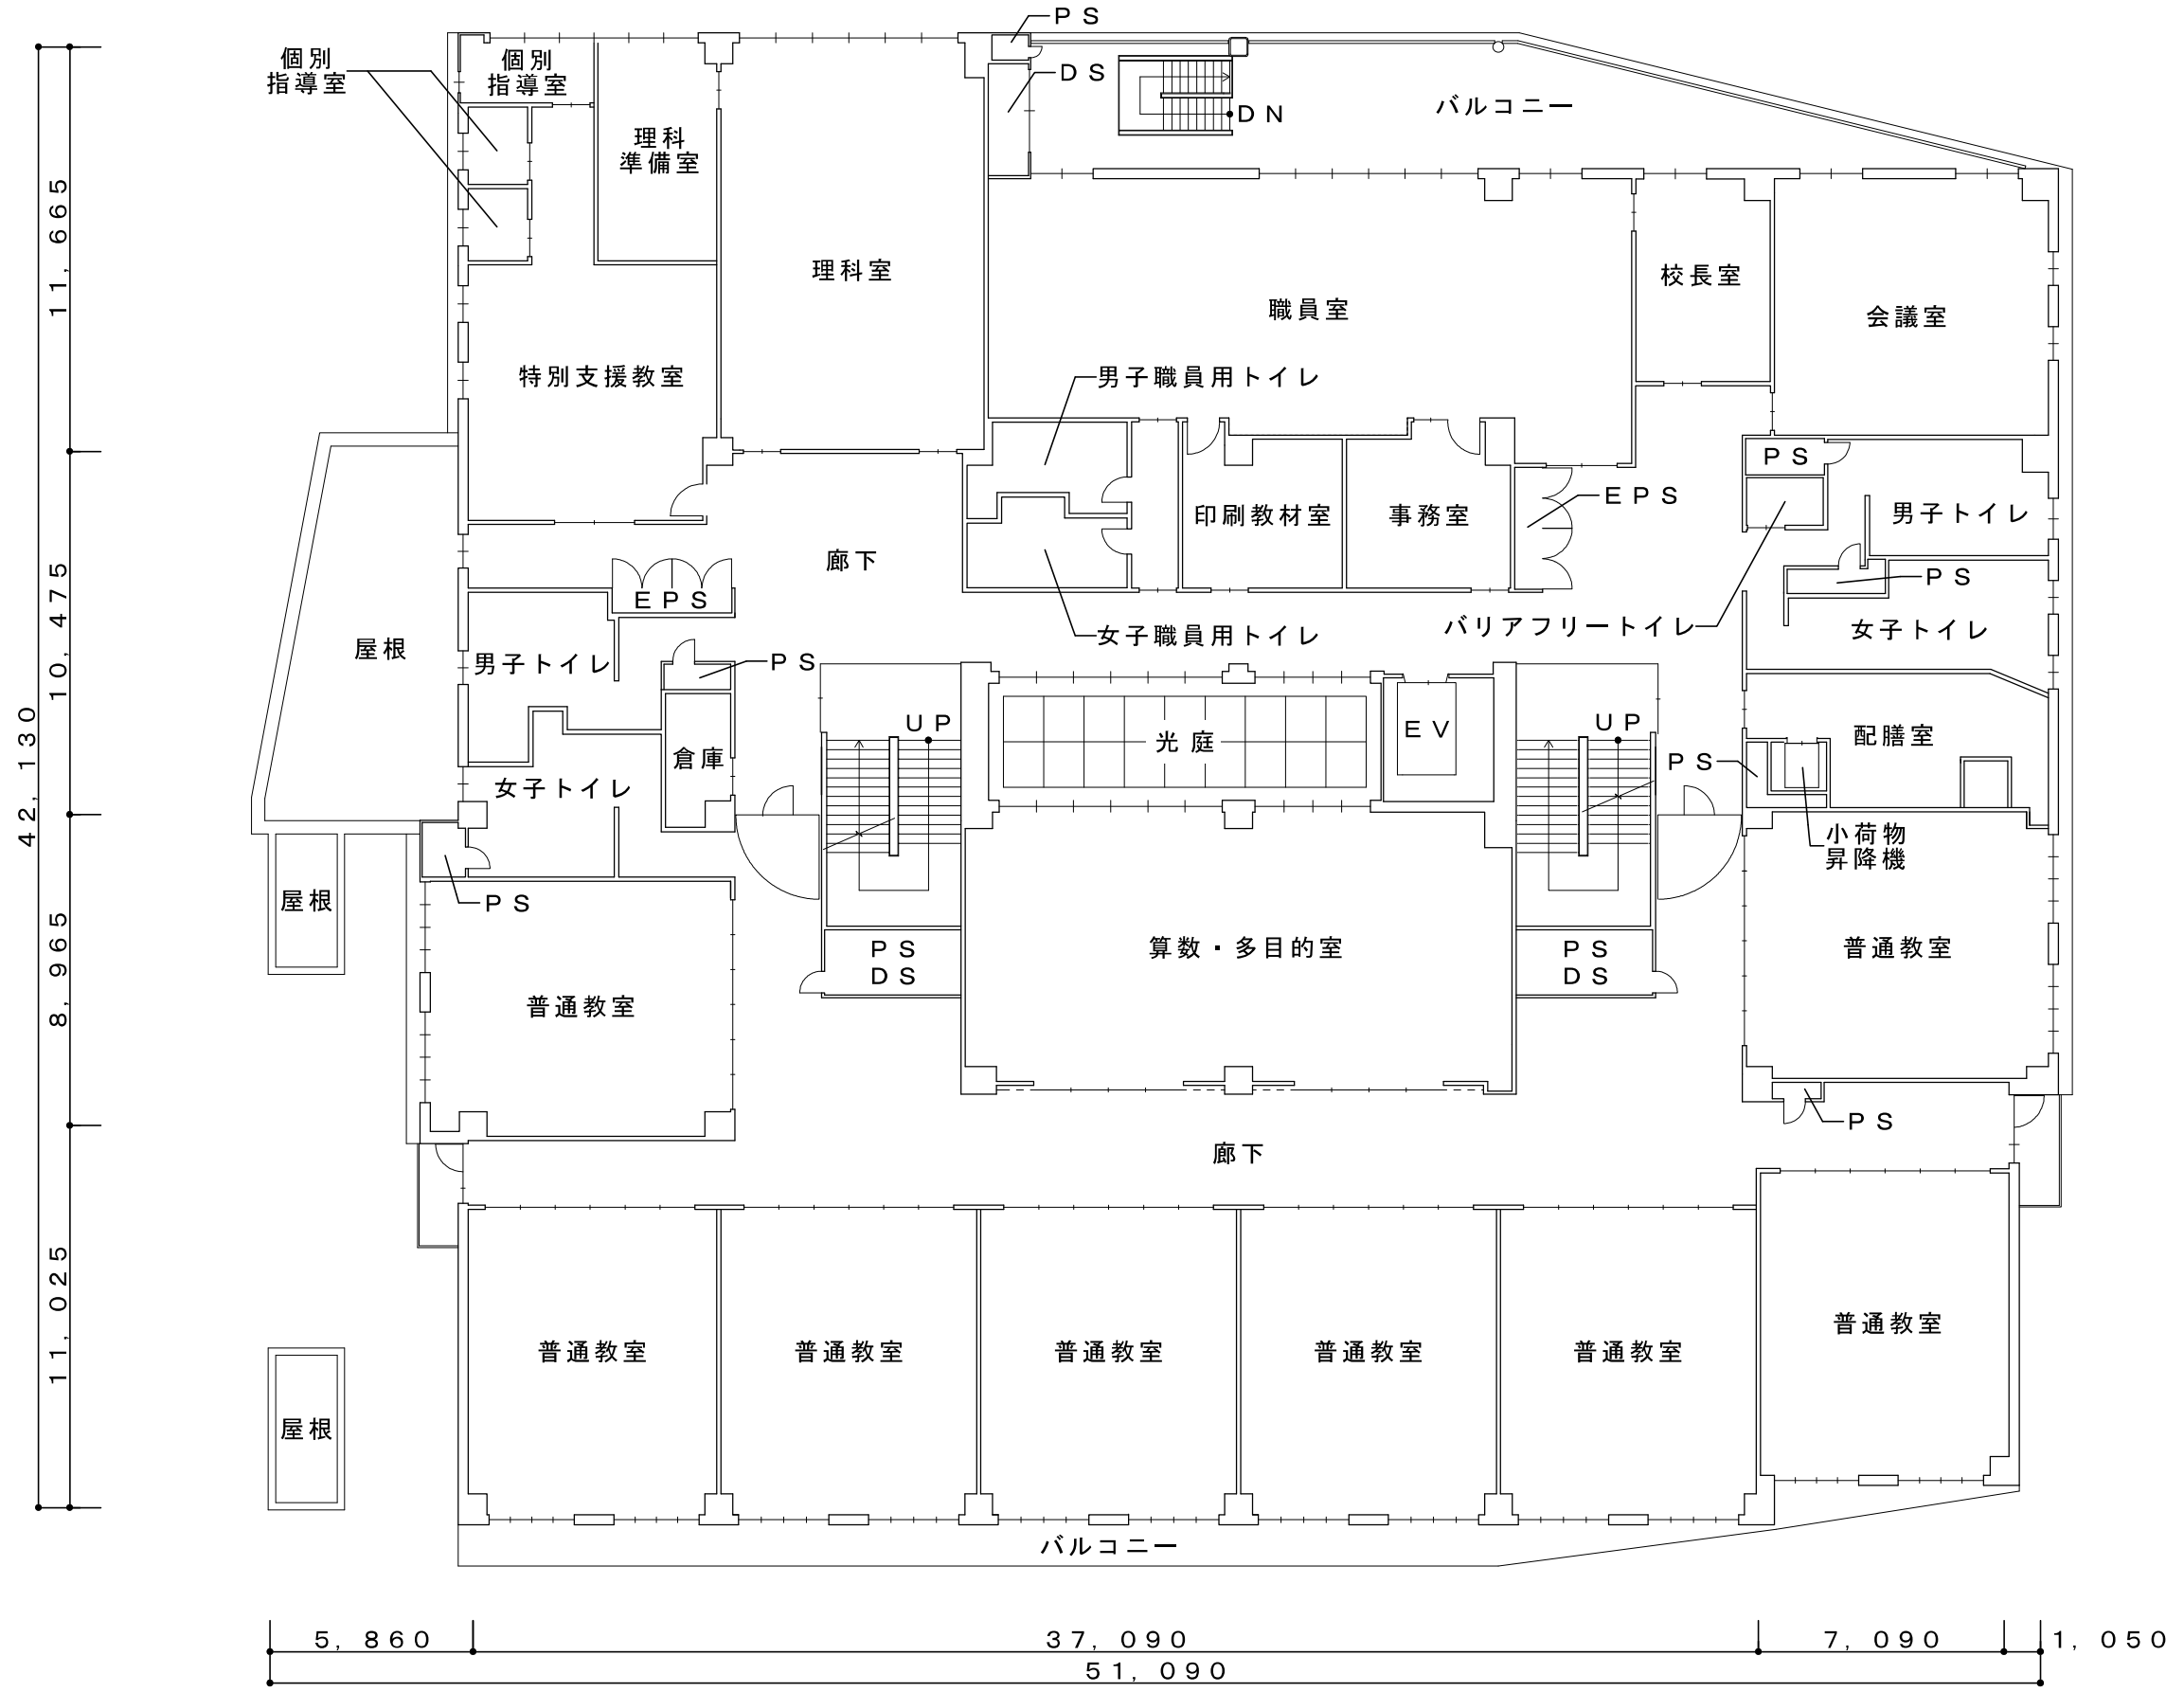 ＰＳ
個別
指導室
個別
指導室
ＤＳ
バルコニー
ＤＮ
理科
準備室
理科室
校長室
職員室
会議室
特別支援教室
男子職員用トイレ
ＰＳ
ＥＰＳ
印刷教材室
事務室
男子トイレ
廊下
ＰＳ
ＥＰＳ
バリアフリートイレ
女子トイレ
女子職員用トイレ
屋根
男子トイレ
ＰＳ
ＵＰ
ＵＰ
光庭
ＥＶ
配膳室
倉庫
ＰＳ
女子トイレ
小荷物
昇降機
屋根
ＰＳ
算数・多目的室
ＰＳ
ＤＳ
ＰＳ
ＤＳ
普通教室
普通教室
ＰＳ
廊下
普通教室
普通教室
普通教室
普通教室
普通教室
普通教室
屋根
バルコニー
11,665
10,475
42,130
8,965
11,025
5,860
37,090
7,090
1,050
51,090